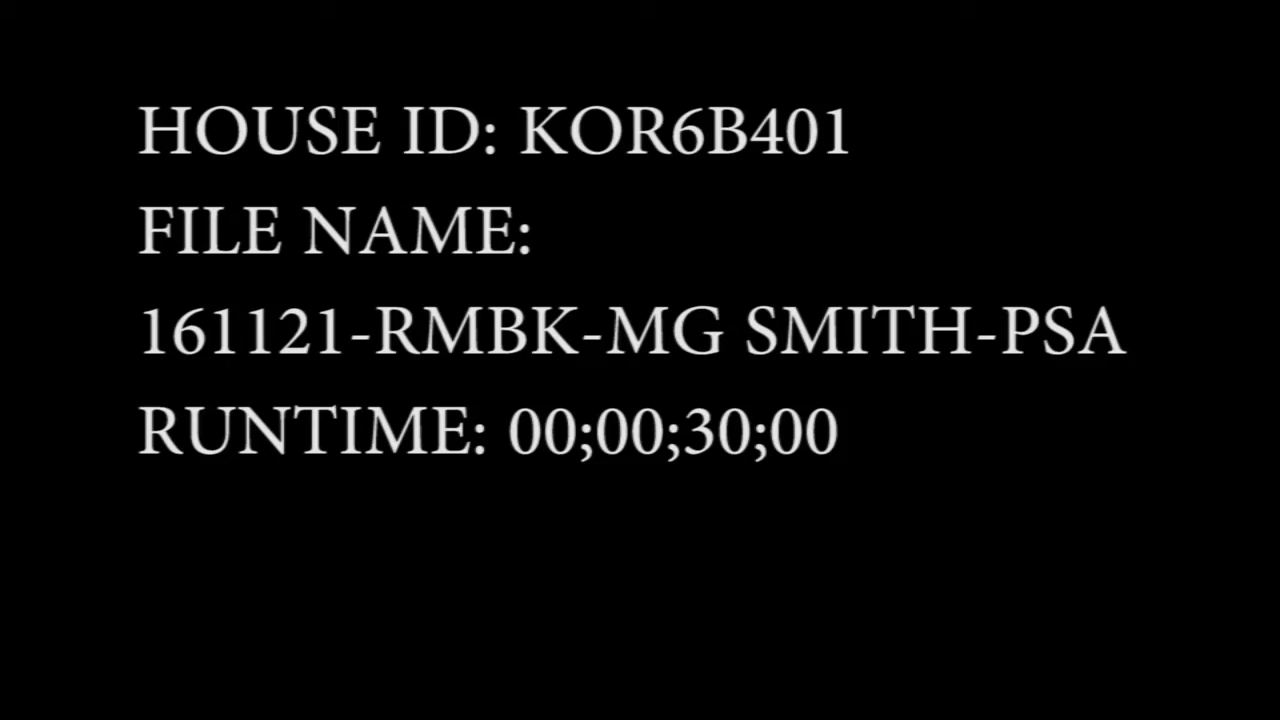 HOUSE ID: KOR6B401
FILE NAME:
161121-RMBK-MG SMITH-PSA
RUNTIME: 00;00;30;00